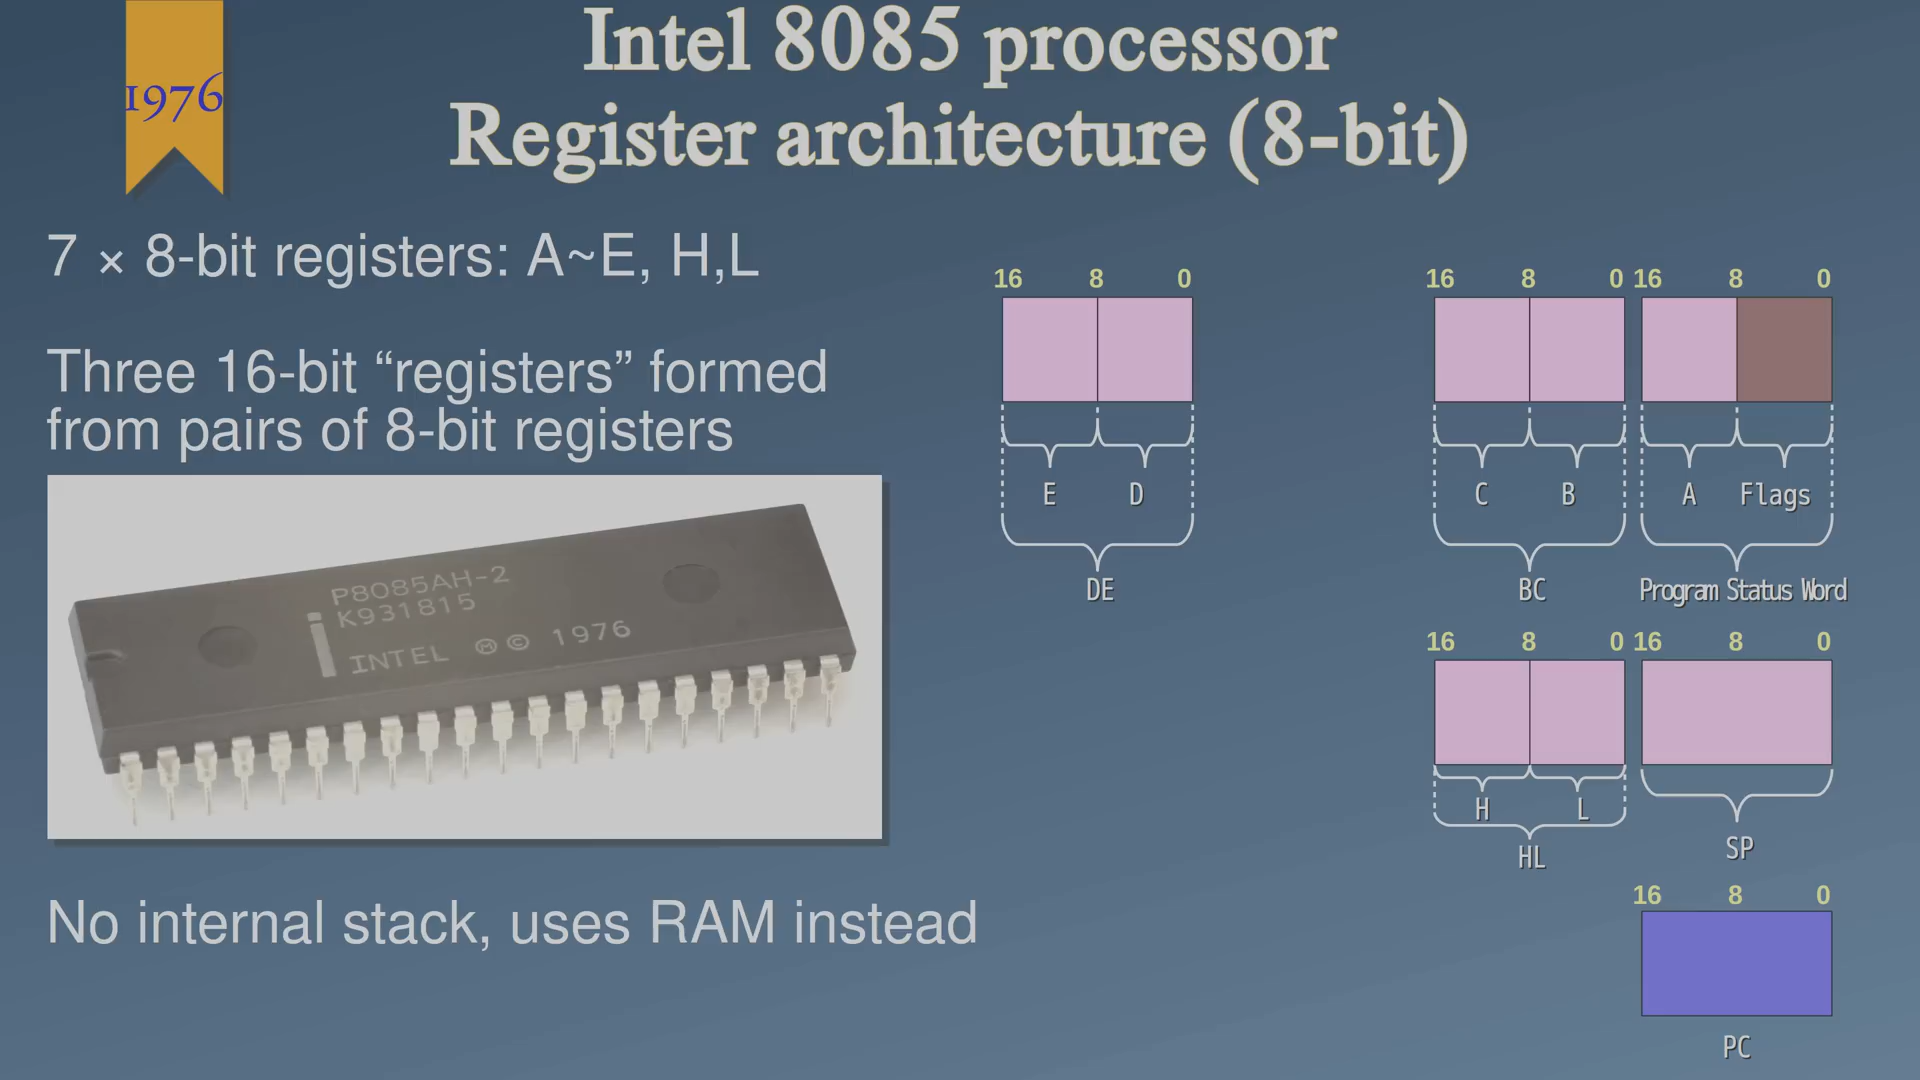 1976
Intel 8085 processor
Register architecture (8-bit)
7 × 8-bit registers: A~E, H,L
Three 16-bit “registers” formed
from pairs of 8-bit registers
P8085AH-2
K931815
INTEL Ⓜ © 1976
No internal stack, uses RAM instead
16 8 0
E D
DE
16 8 0 16 8 0
C B A Flags
BC Program Status Word
16 8 0 16 8 0
H L
HL SP
16 8 0
PC